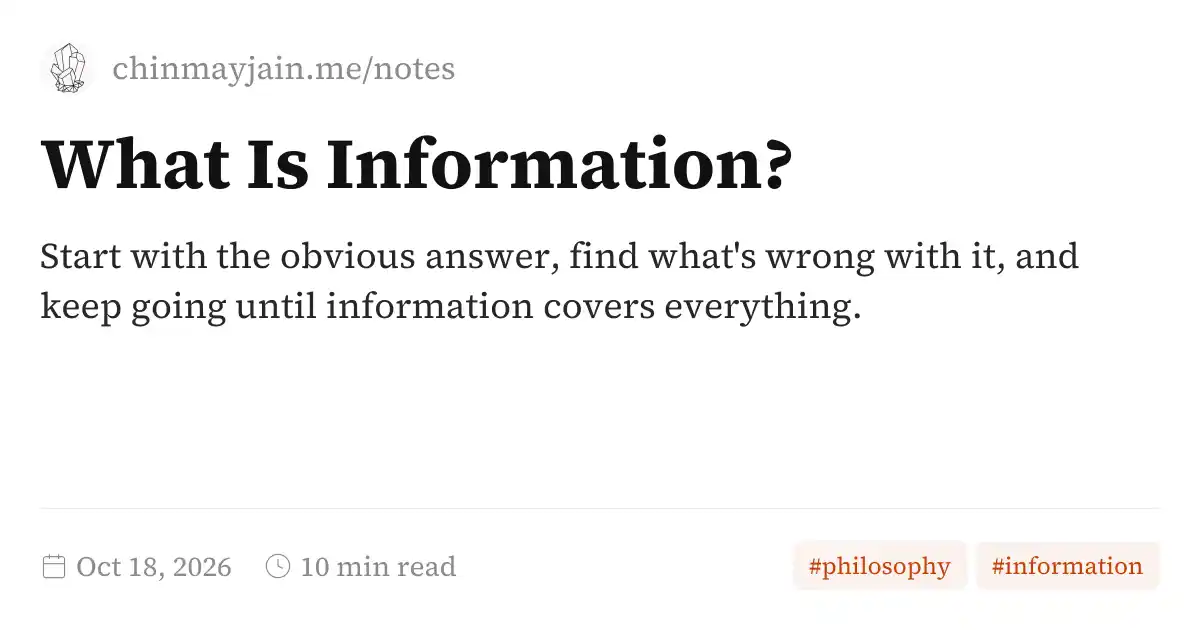 chinmayjain.me/notes
What Is Information?
Start with the obvious answer, find what's wrong with it, and
keep going until information covers everything.
Oct 18, 2026 10 min read #philosophy #information